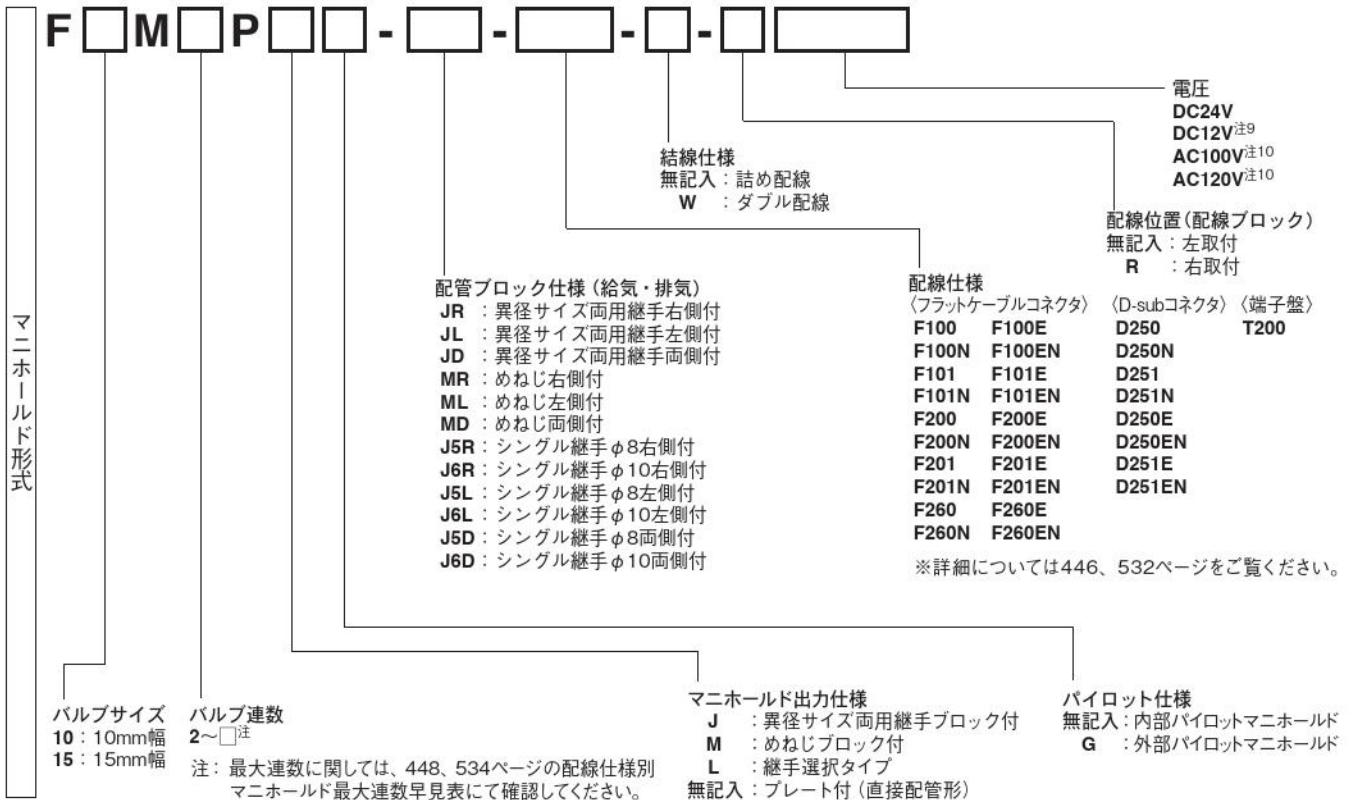 F□M□P□□-□-□-□-□□
マニホールド形式
電圧
DC24V
DC12V注9
AC100V注10
AC120V注10
結線仕様
無記入：詰め配線
W ：ダブル配線
配線位置（配線ブロック）
無記入：左取付
R ：右取付
配管ブロック仕様（給気・排気）
JR ：異径サイズ両用継手右側付
JL ：異径サイズ両用継手左側付
JD ：異径サイズ両用継手両側付
MR ：めねじ右側付
ML ：めねじ左側付
MD ：めねじ両側付
J5R：シングル継手φ8右側付
J6R：シングル継手φ10右側付
J5L：シングル継手φ8左側付
J6L：シングル継手φ10左側付
J5D：シングル継手φ8両側付
J6D：シングル継手φ10両側付
配線仕様
〈フラットケーブルコネクタ〉 〈D-subコネクタ〉 〈端子盤〉
F100 F100E D250 T200
F100N F100EN D250N
F101 F101E D251
F101N F101EN D251N
F200 F200E D250E
F200N F200EN D250EN
F201 F201E D251E
F201N F201EN D251EN
F260 F260E
F260N F260EN
※詳細については446、532ページをご覧ください。
バルブサイズ
10：10mm幅
15：15mm幅
バルブ連数
2～□注
注：最大連数に関しては、448、534ページの配線仕様別
マニホールド最大連数早見表にて確認してください。
マニホールド出力仕様
J ：異径サイズ両用継手ブロック付
M ：めねじブロック付
L ：継手選択タイプ
無記入：プレート付（直接配管形）
パイロット仕様
無記入：内部パイロットマニホールド
G ：外部パイロットマニホールド